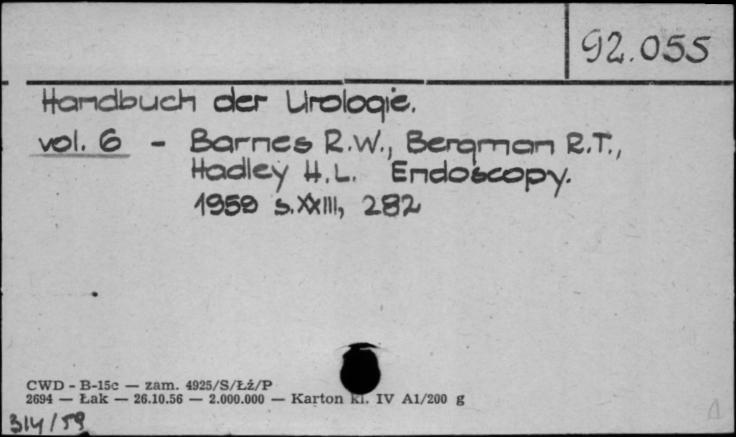 92.055
Handbuch der Urologie.
vol. 6 - Barnes R.W., Bergman R.T.,
Hadley H.L. Endoscopy.
1959 s.XXIII, 282
CWD - B-15c — zam. 4925/S/Łź/P
2694 — Łak — 26.10.56 — 2.000.000 — Karton kl. IV A1/200 g
314/59